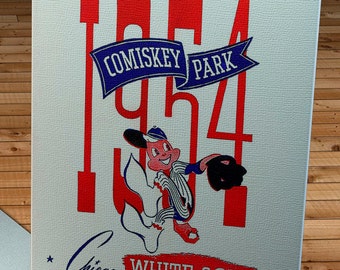 1954
COMISKEY PARK
Chicago
WHITE SOX